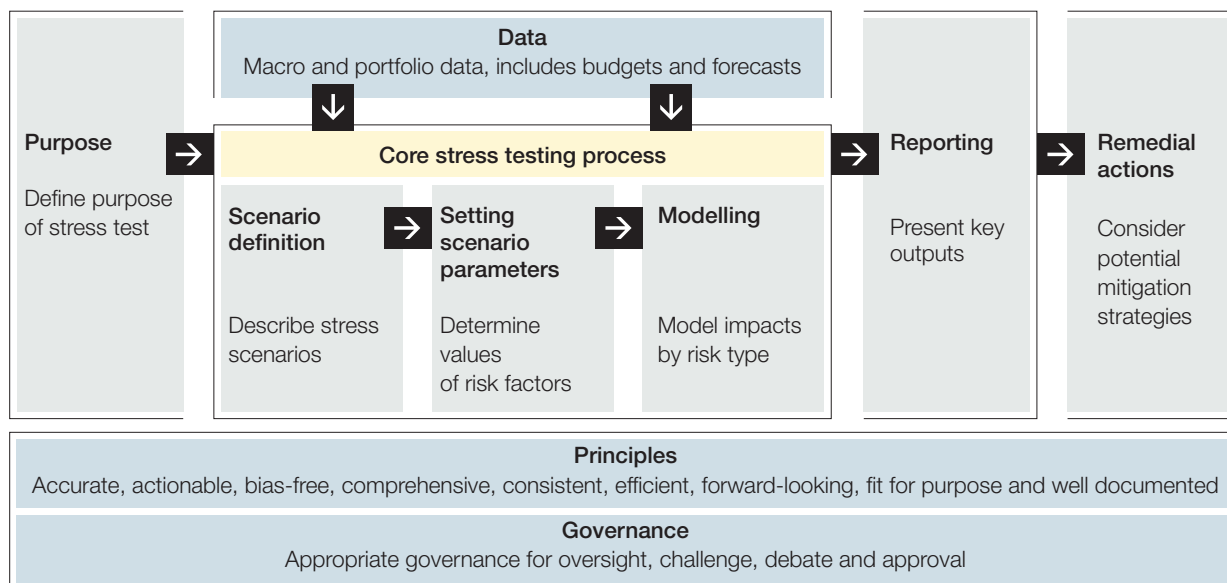 Data
Macro and portfolio data, includes budgets and forecasts
Purpose
Define purpose
of stress test
Core stress testing process
Scenario
definition
Describe stress
scenarios
Setting
scenario
parameters
Determine
values
of risk factors
Modelling
Model impacts
by risk type
Reporting
Present key
outputs
Remedial
actions
Consider
potential
mitigation
strategies
Principles
Accurate, actionable, bias-free, comprehensive, consistent, efficient, forward-looking, fit for purpose and well documented
Governance
Appropriate governance for oversight, challenge, debate and approval